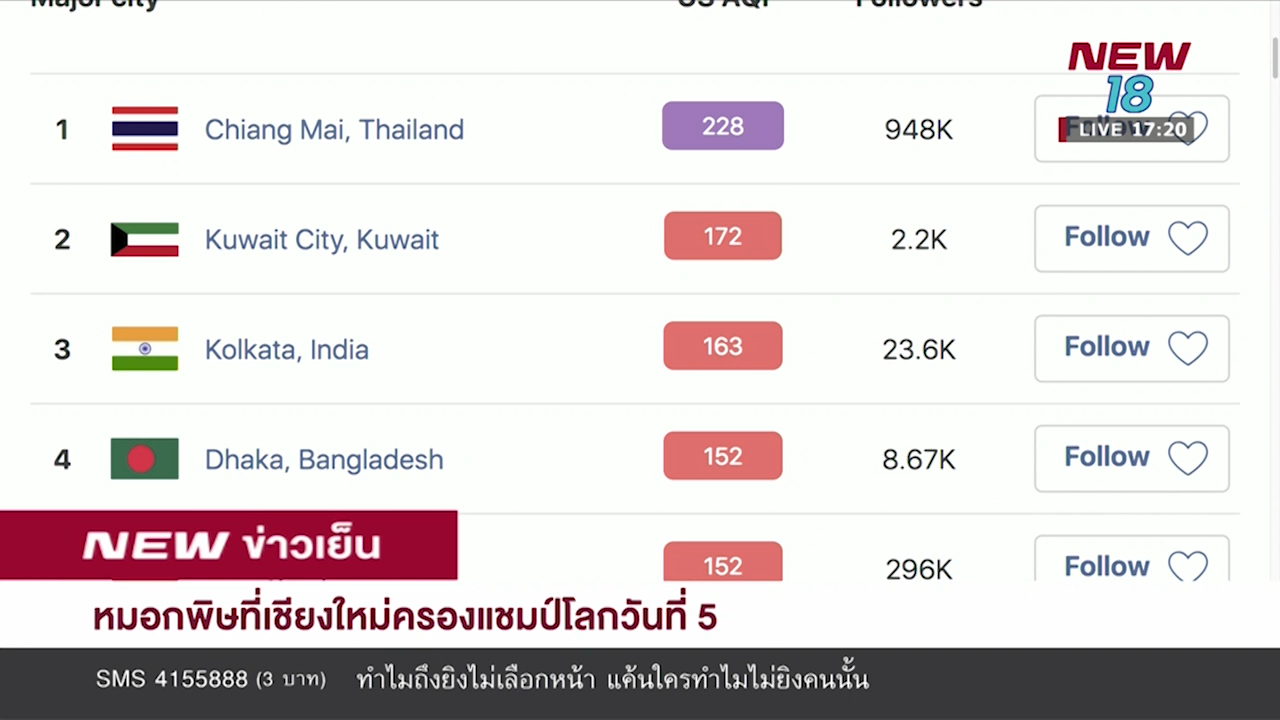 Major city US AQI Followers
NEW
18
LIVE 17:20
1 Chiang Mai, Thailand 228 948K Follow
2 Kuwait City, Kuwait 172 2.2K Follow
3 Kolkata, India 163 23.6K Follow
4 Dhaka, Bangladesh 152 8.67K Follow
152 296K Follow
NEW ข่าวเย็น
หมอกพิษที่เชียงใหม่ครองแชมป์โลกวันที่ 5
SMS 4155888 (3 บาท) ทำไมถึงยิงไม่เลือกหน้า แค้นใครทำไมไม่ยิงคนนั้น